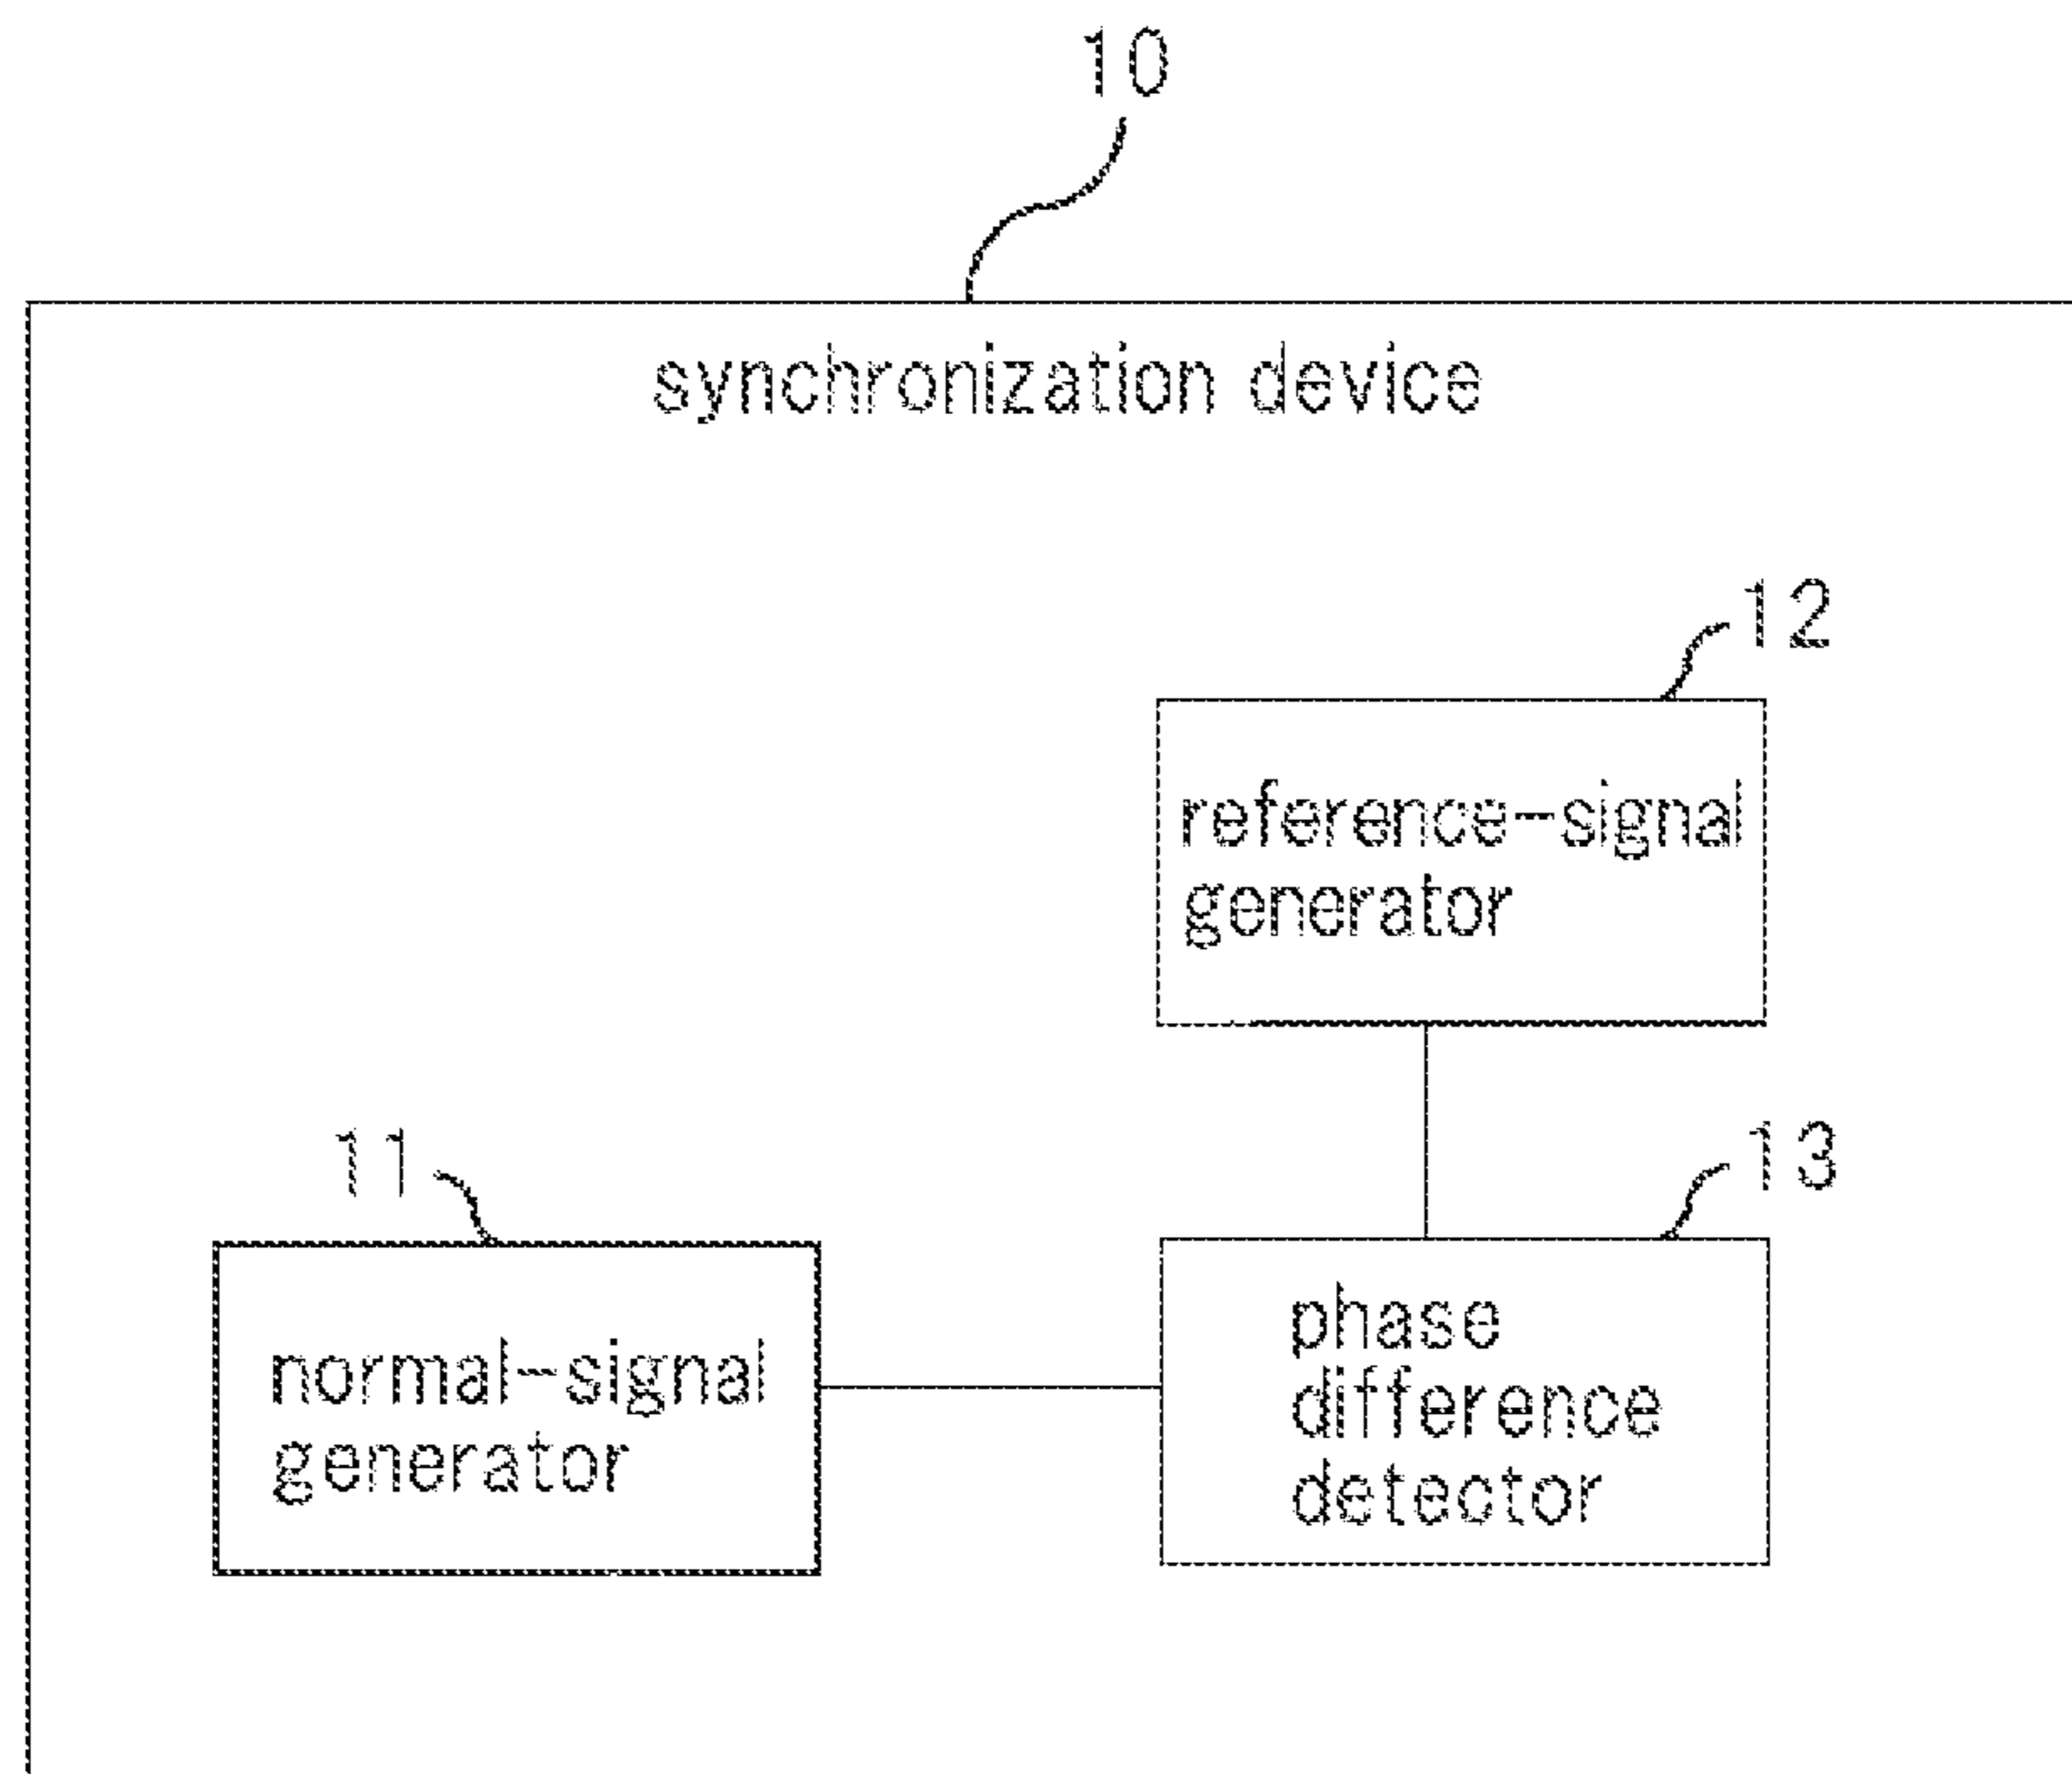 10
synchronization device
12
reference-signal
generator
11
13
normal-signal
generator
phase
difference
detector